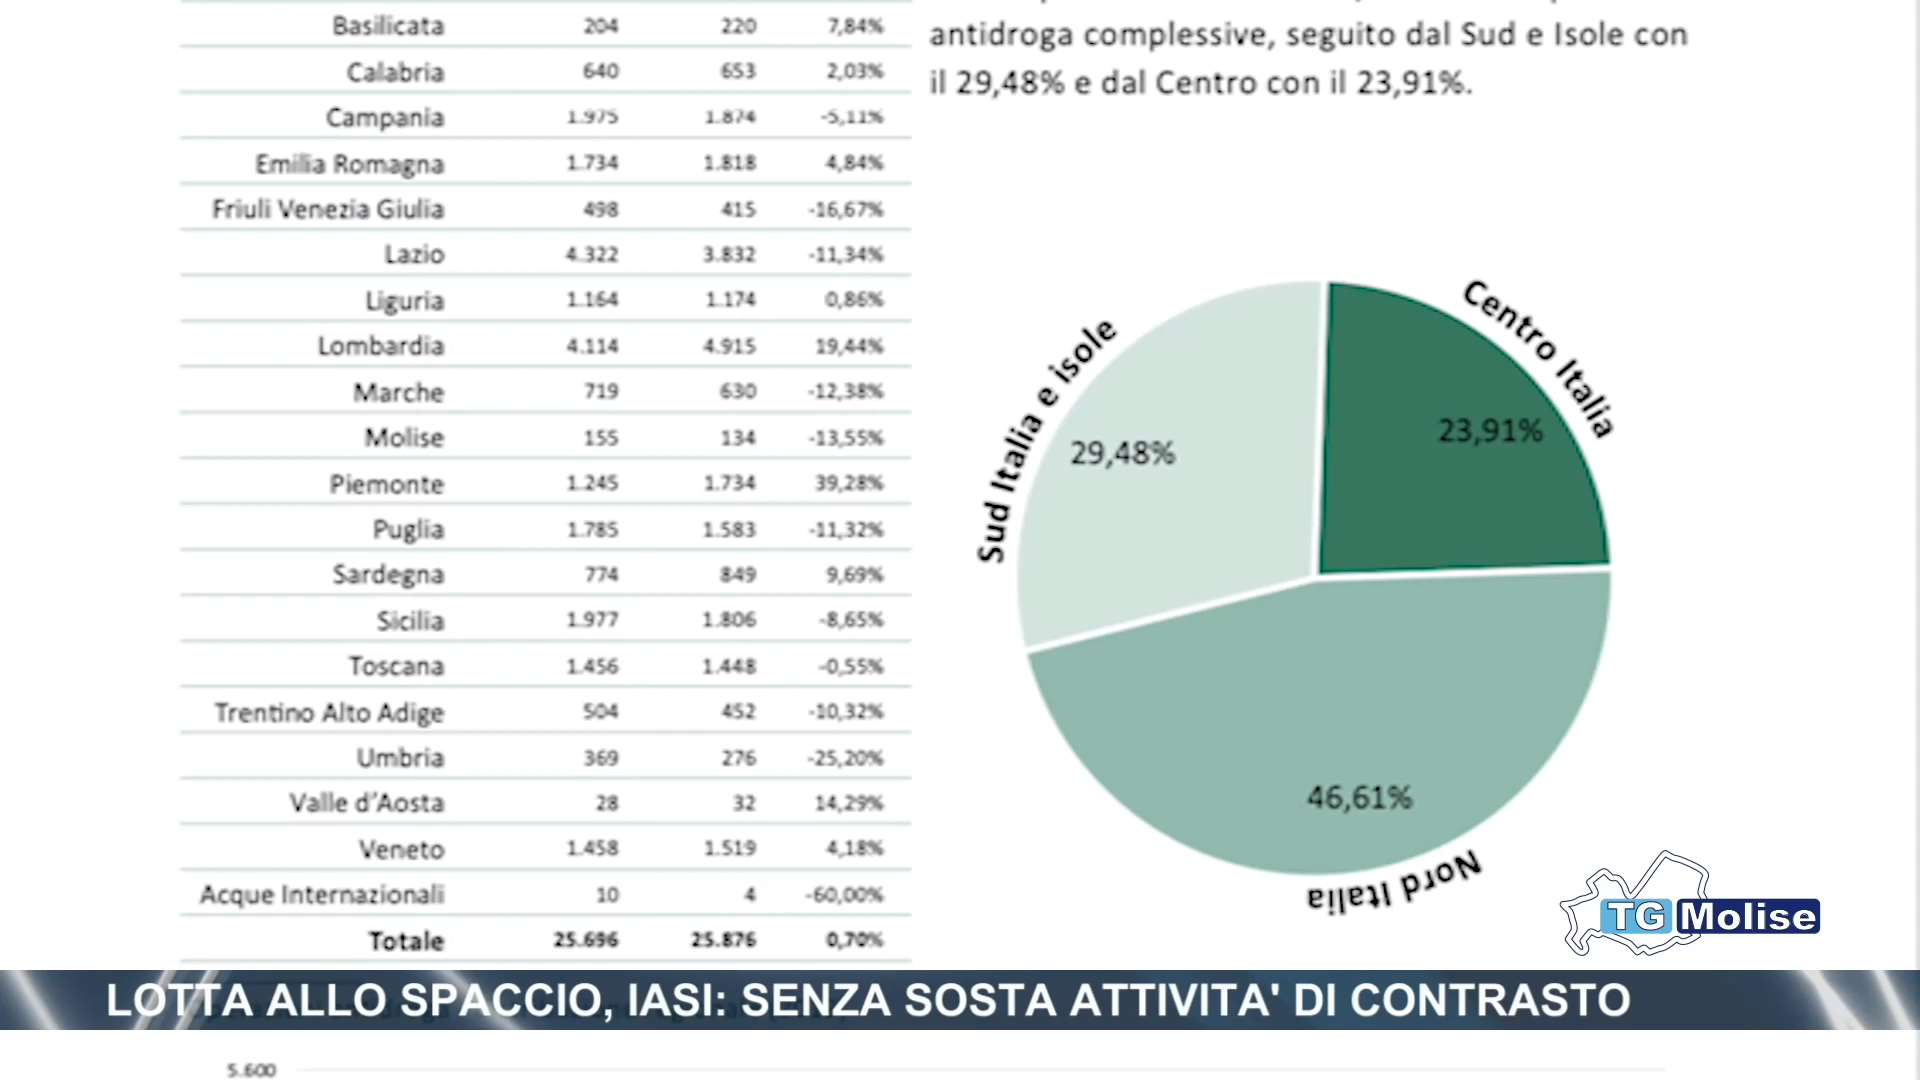 Basilicata 204 220 7,84%
Calabria 640 653 2,03%
Campania 1.975 1.874 -5,11%
Emilia Romagna 1.734 1.818 4,84%
Friuli Venezia Giulia 498 415 -16,67%
Lazio 4.322 3.832 -11,34%
Liguria 1.164 1.174 0,86%
Lombardia 4.114 4.915 19,44%
Marche 719 630 -12,38%
Molise 155 134 -13,55%
Piemonte 1.245 1.734 39,28%
Puglia 1.785 1.583 -11,32%
Sardegna 774 849 9,69%
Sicilia 1.977 1.806 -8,65%
Toscana 1.456 1.448 -0,55%
Trentino Alto Adige 504 452 -10,32%
Umbria 369 276 -25,20%
Valle d'Aosta 28 32 14,29%
Veneto 1.458 1.519 4,18%
Acque Internazionali 10 4 -60,00%
Totale 25.696 25.876 0,70%
antidroga complessive, seguito dal Sud e Isole con
il 29,48% e dal Centro con il 23,91%.
Centro Italia
23,91%
Sud Italia e isole
29,48%
46,61%
Nord Italia
TG Molise
LOTTA ALLO SPACCIO, IASI: SENZA SOSTA ATTIVITA' DI CONTRASTO
5.600